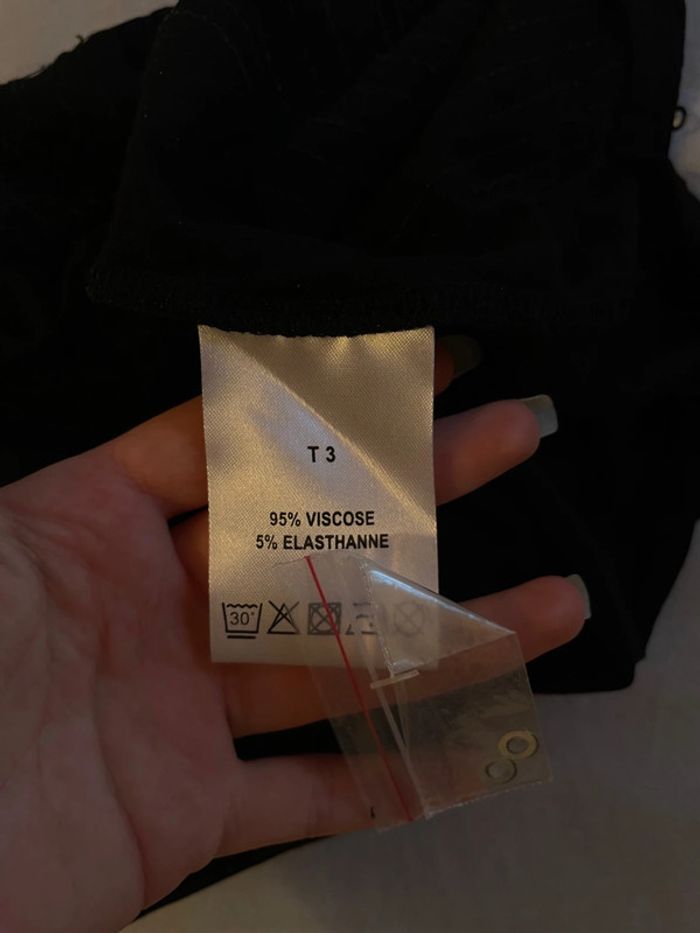 T 3
95% VISCOSE
5% ELASTHANNE
30°